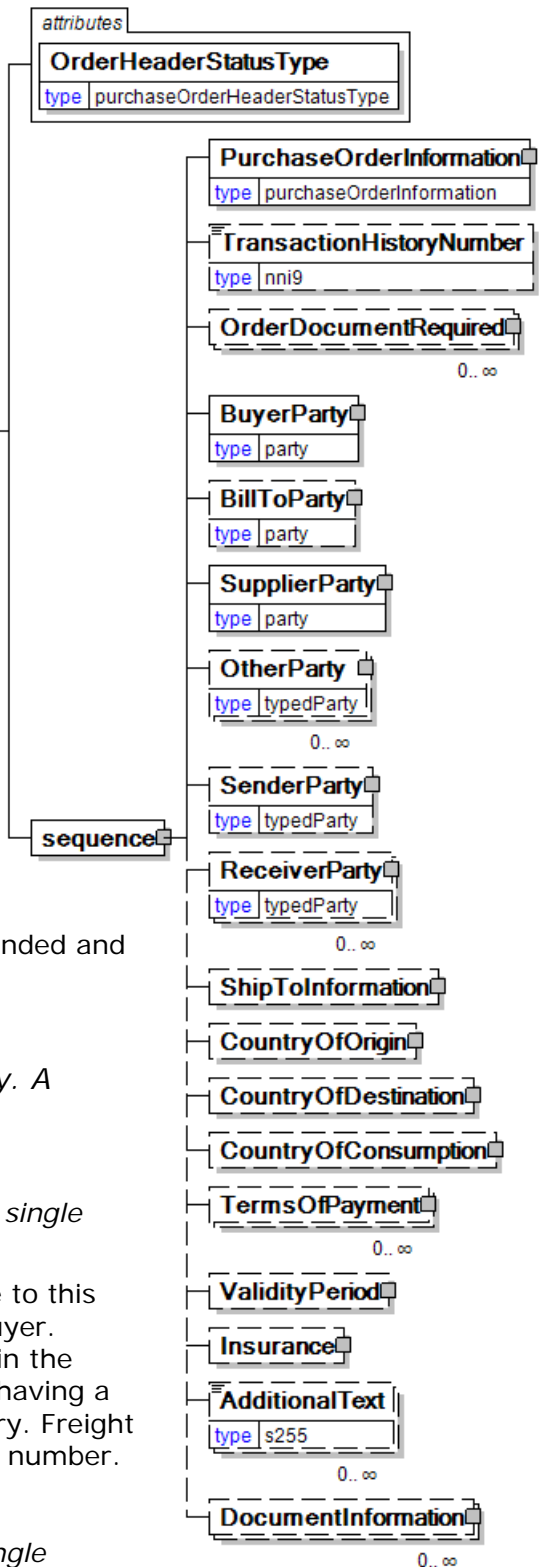 attributes
OrderHeaderStatusType
type purchaseOrderHeaderStatusType
PurchaseOrderInformation
type purchaseOrderInformation
TransactionHistoryNumber
type nni9
OrderDocumentRequired
0.. ∞
BuyerParty
type party
BillToParty
type party
SupplierParty
type party
OtherParty
type typedParty
0.. ∞
SenderParty
type typedParty
sequence
ReceiverParty
type typedParty
0.. ∞
nded and
ShipToInformation
CountryOfOrigin
y. A
CountryOfDestination
CountryOfConsumption
single
TermsOfPayment
0.. ∞
e to this
ValidityPeriod
uyer.
in the
Insurance
having a
AdditionalText
ry. Freight
type s255
number.
0.. ∞
DocumentInformation
ngle
0.. ∞